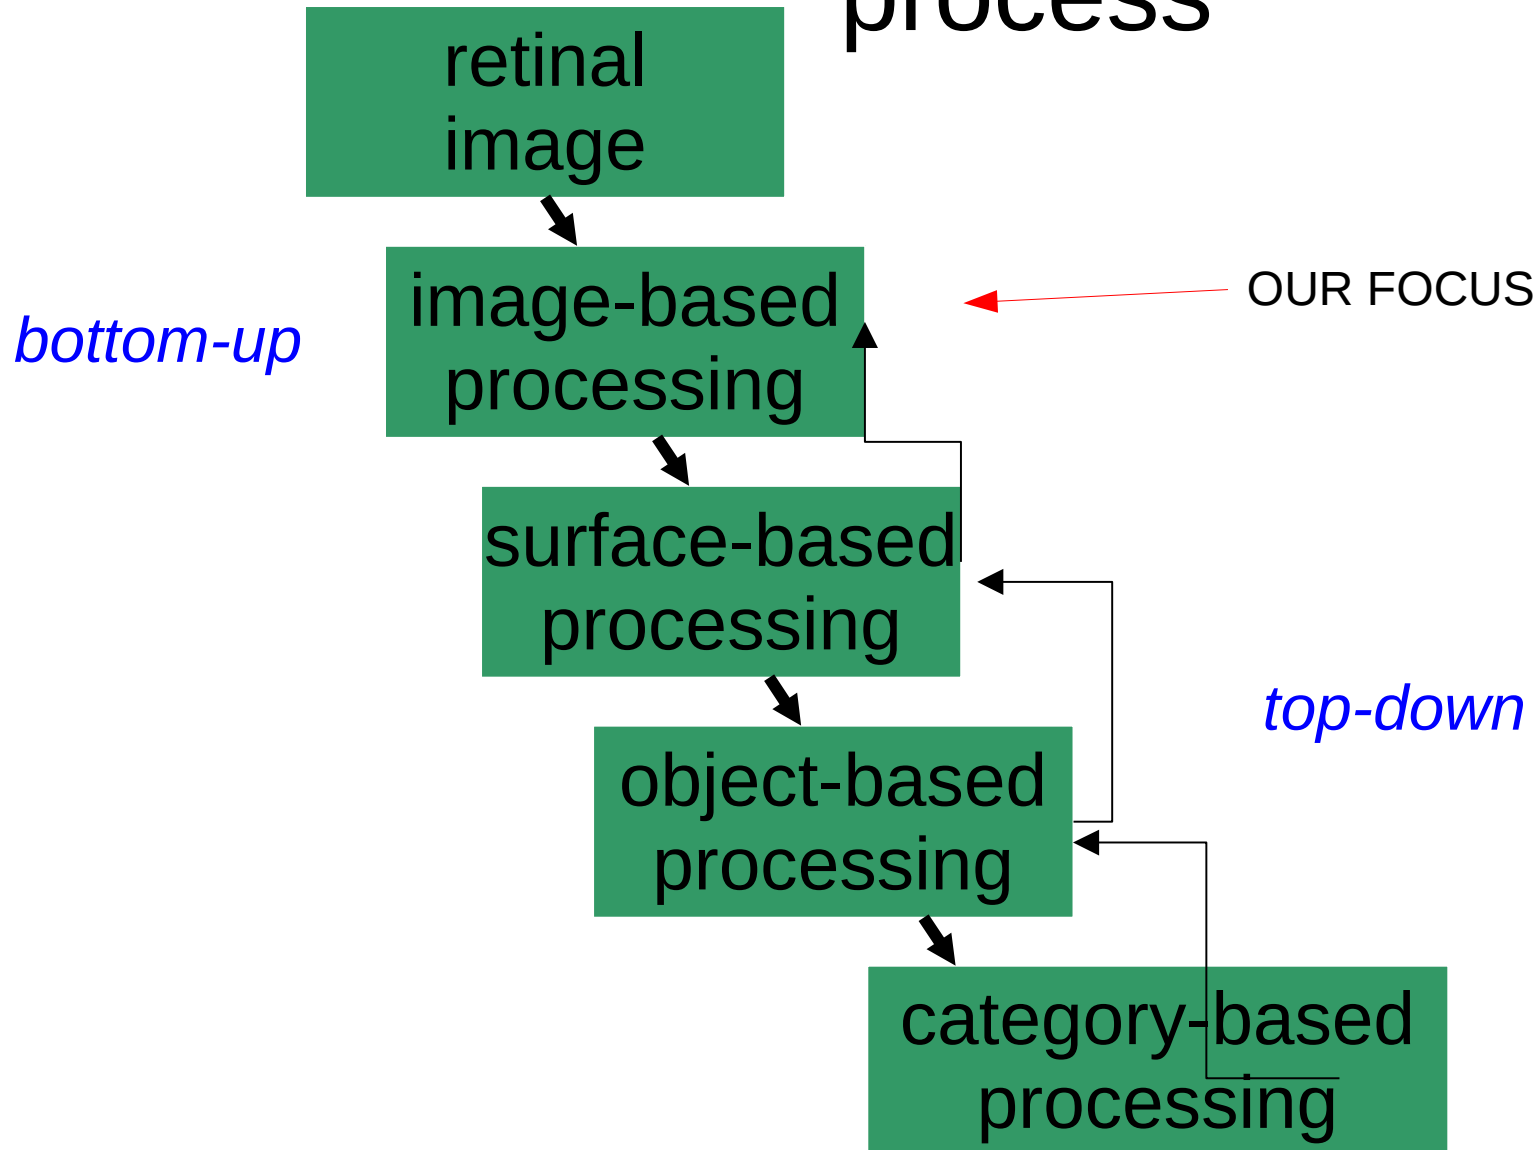 process
retinal
image
image-based
processing
OUR FOCUS
bottom-up
surface-based
processing
top-down
object-based
processing
category-based
processing